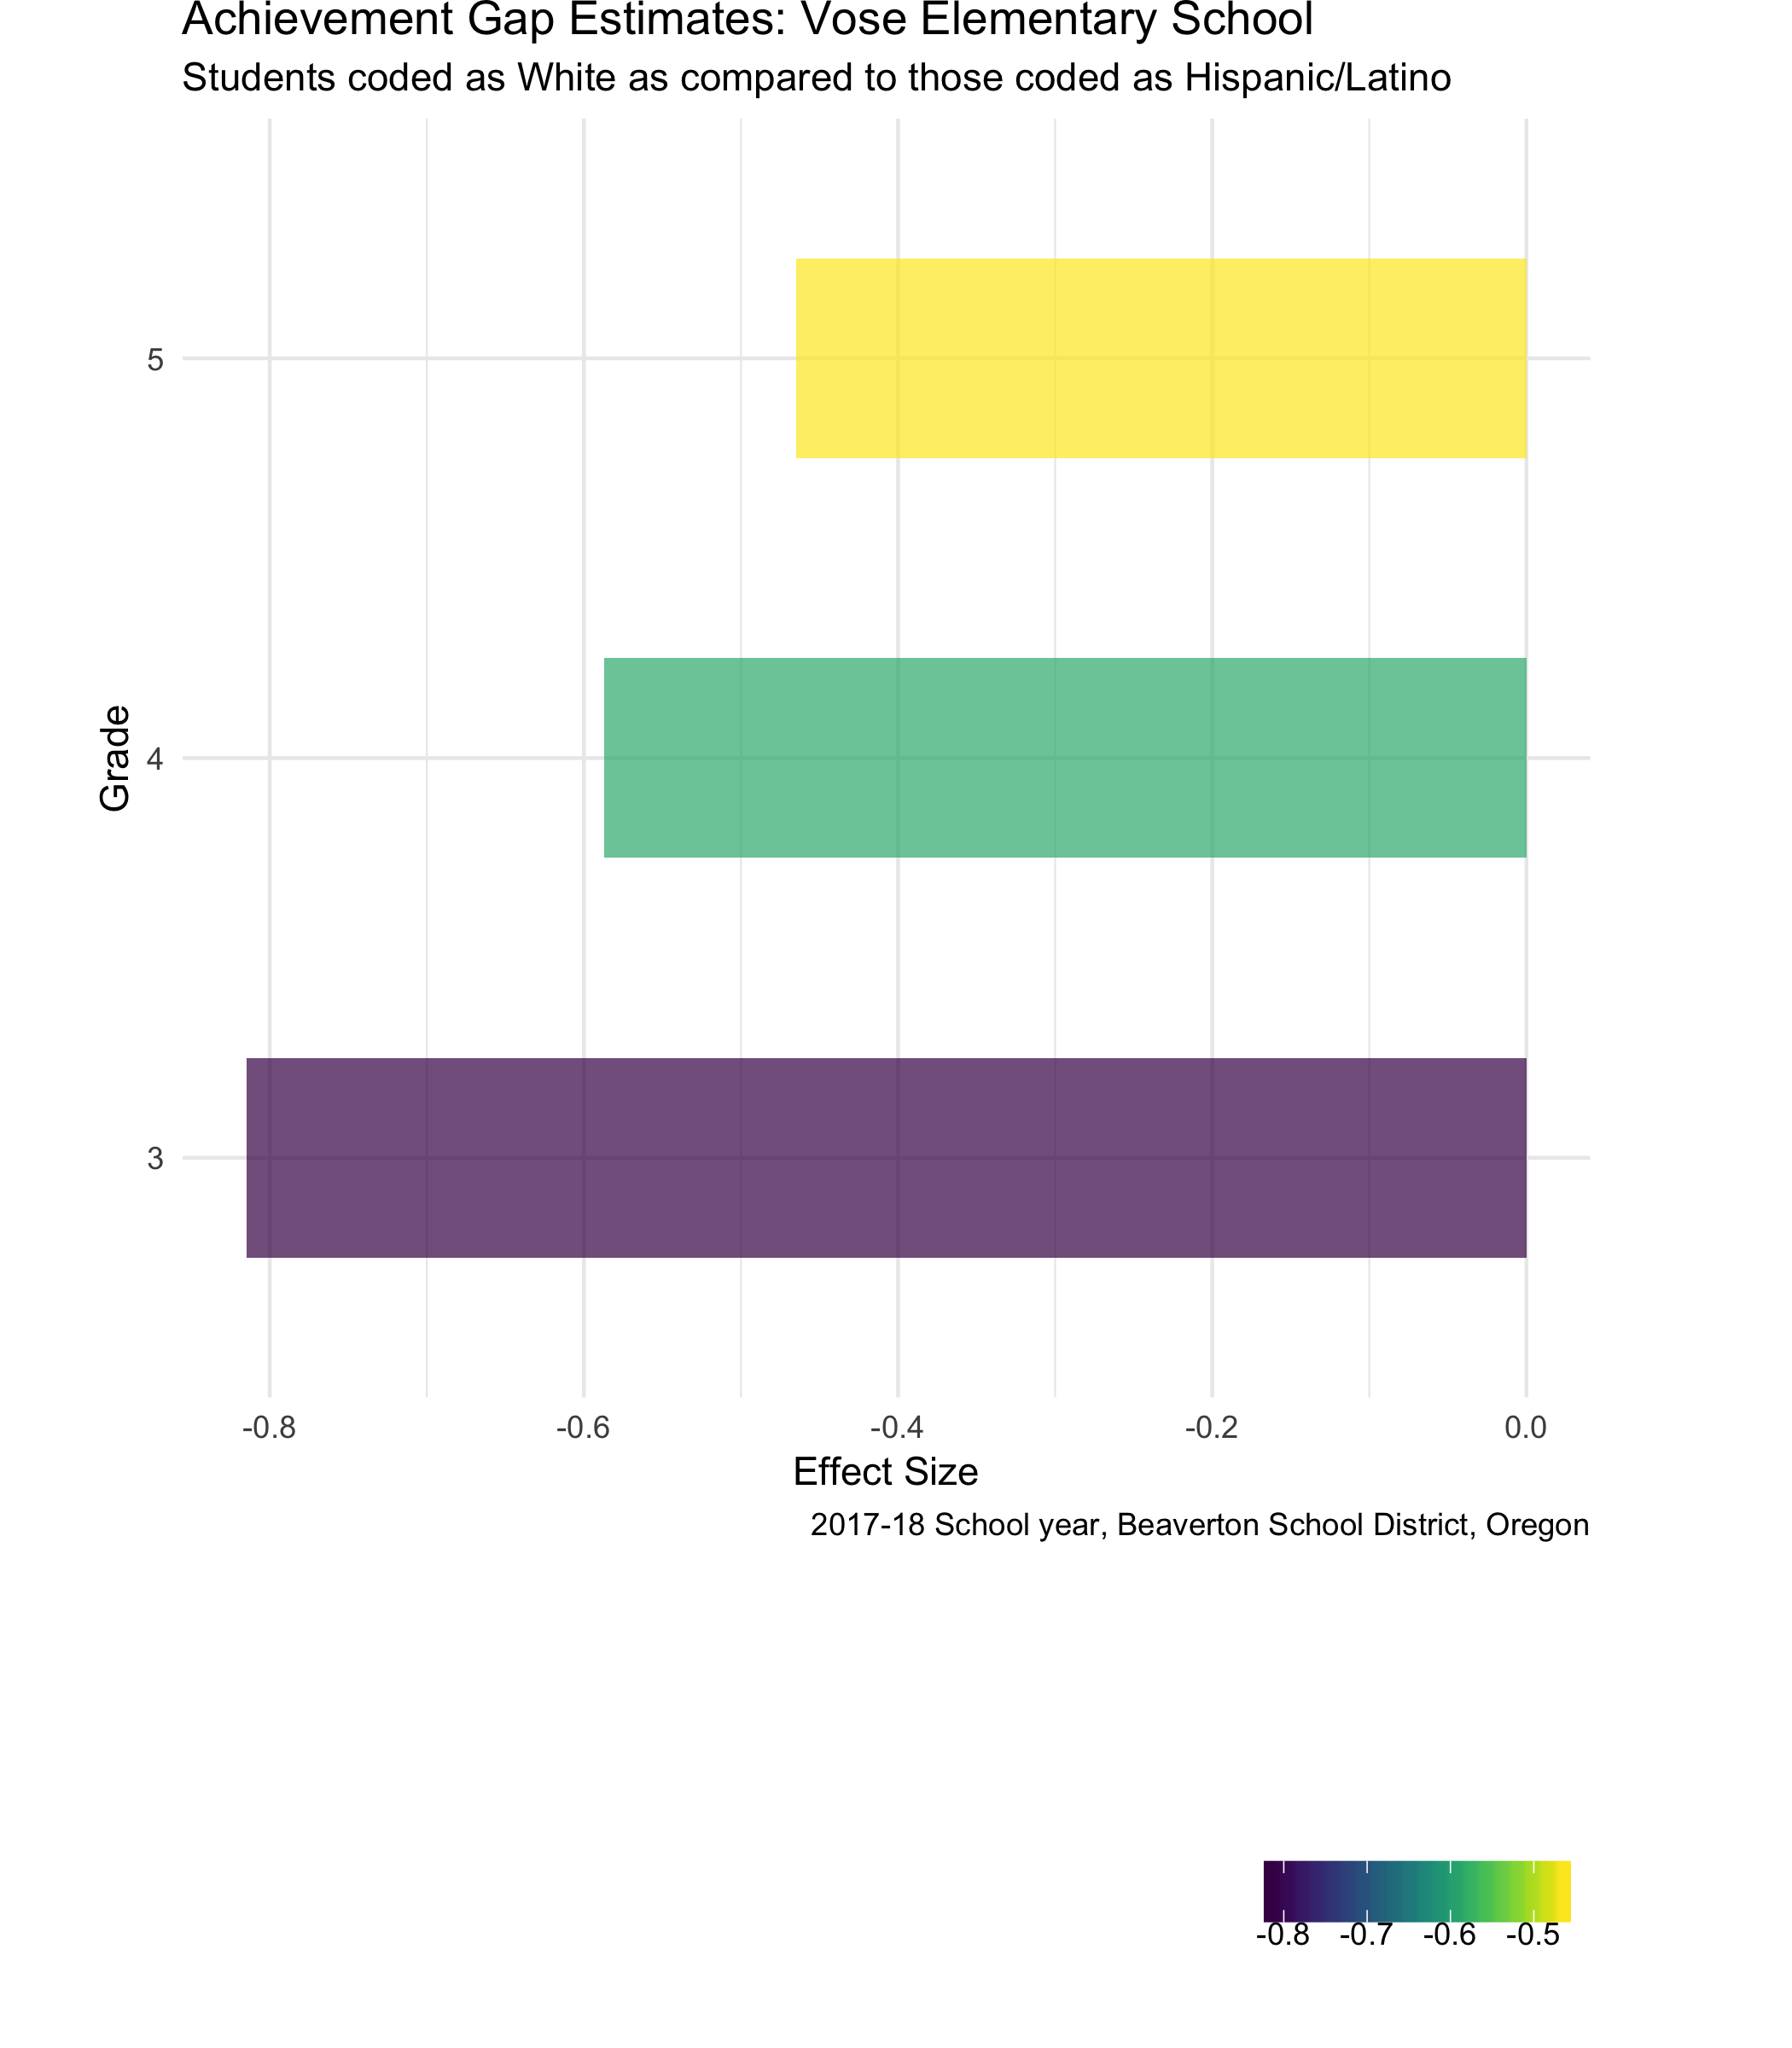 Achievement Gap Estimates: Vose Elementary School
Students coded as White as compared to those coded as Hispanic/Latino
5
4
3
Grade
-0.8 -0.6 -0.4 -0.2 0.0
Effect Size
2017-18 School year, Beaverton School District, Oregon
-0.8 -0.7 -0.6 -0.5